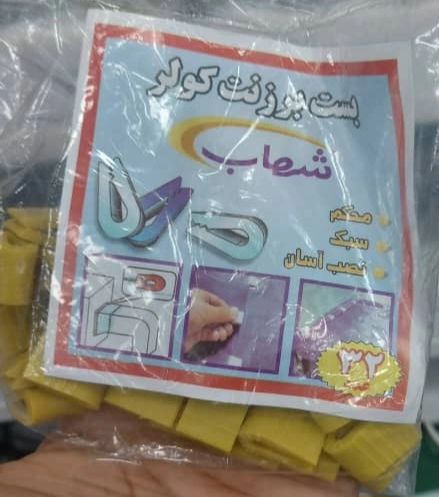 بست برزنت کولر
شهاب
محکم
سبک
نصب آسان
۳۲